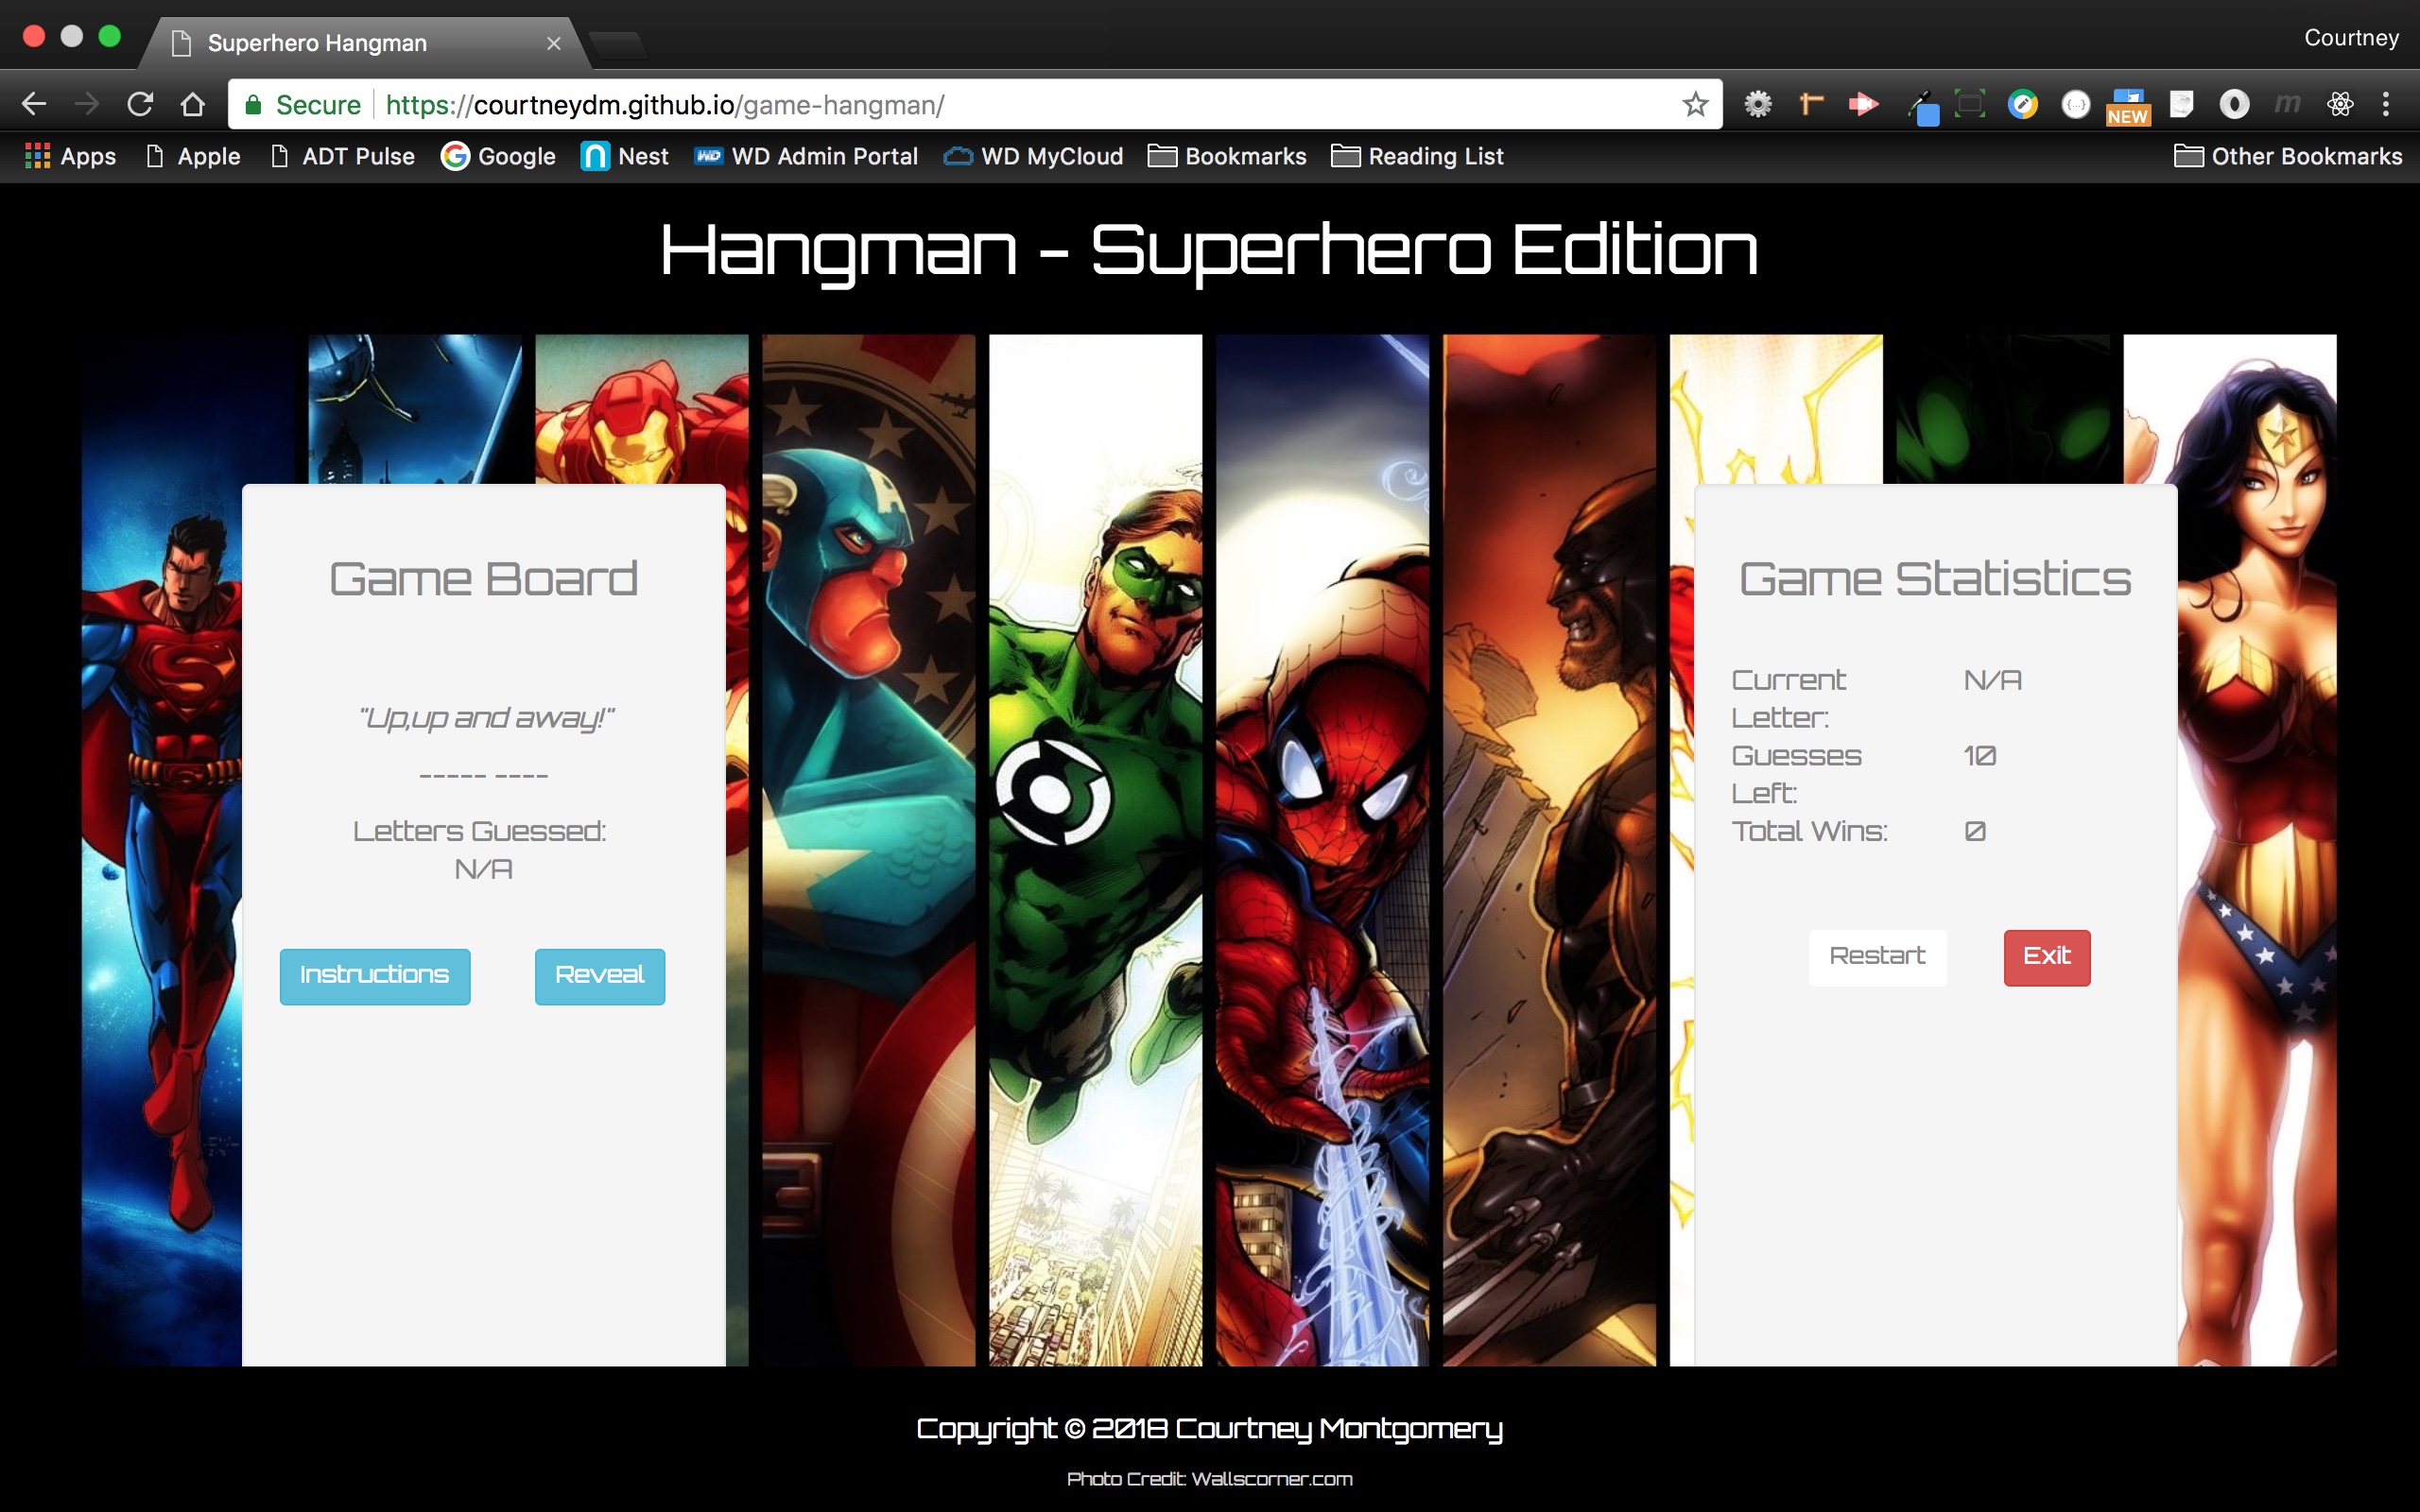 Superhero Hangman
Courtney
Secure https://courtneydm.github.io/game-hangman/
NEW
Apps Apple ADT Pulse Google Nest WD Admin Portal WD MyCloud Bookmarks Reading List Other Bookmarks
Hangman - Superhero Edition
Game Board
"Up,up and away!"
----- ----
Letters Guessed:
N/A
Instructions Reveal
Game Statistics
Current Letter: N/A
Guesses Left: 10
Total Wins: 0
Restart Exit
Copyright © 2018 Courtney Montgomery
Photo Credit: Wallscorner.com